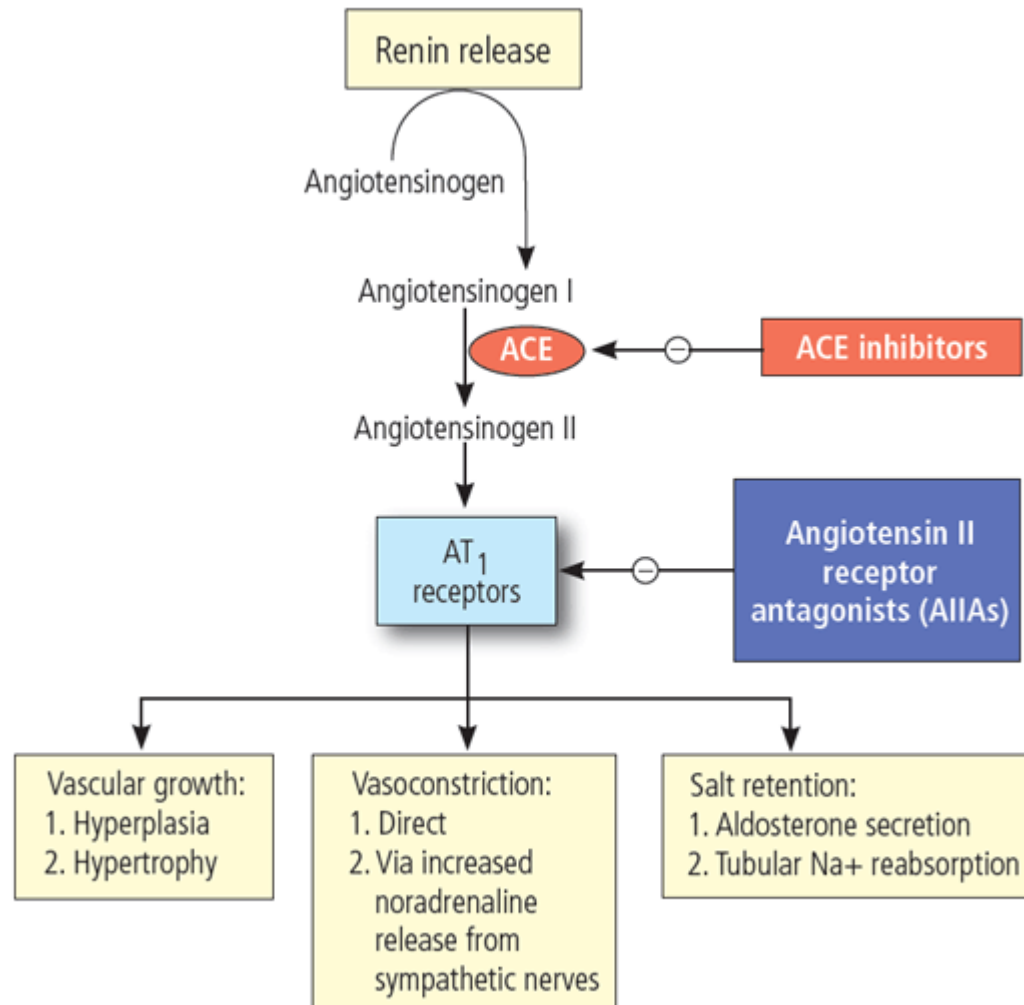 Renin release
Angiotensinogen
Angiotensinogen I
ACE
ACE inhibitors
Angiotensinogen II
AT1
receptors
Angiotensin II
receptor
antagonists (AIIAs)
Vascular growth:
1. Hyperplasia
2. Hypertrophy
Vasoconstriction:
1. Direct
2. Via increased
noradrenaline
release from
sympathetic nerves
Salt retention:
1. Aldosterone secretion
2. Tubular Na+ reabsorption